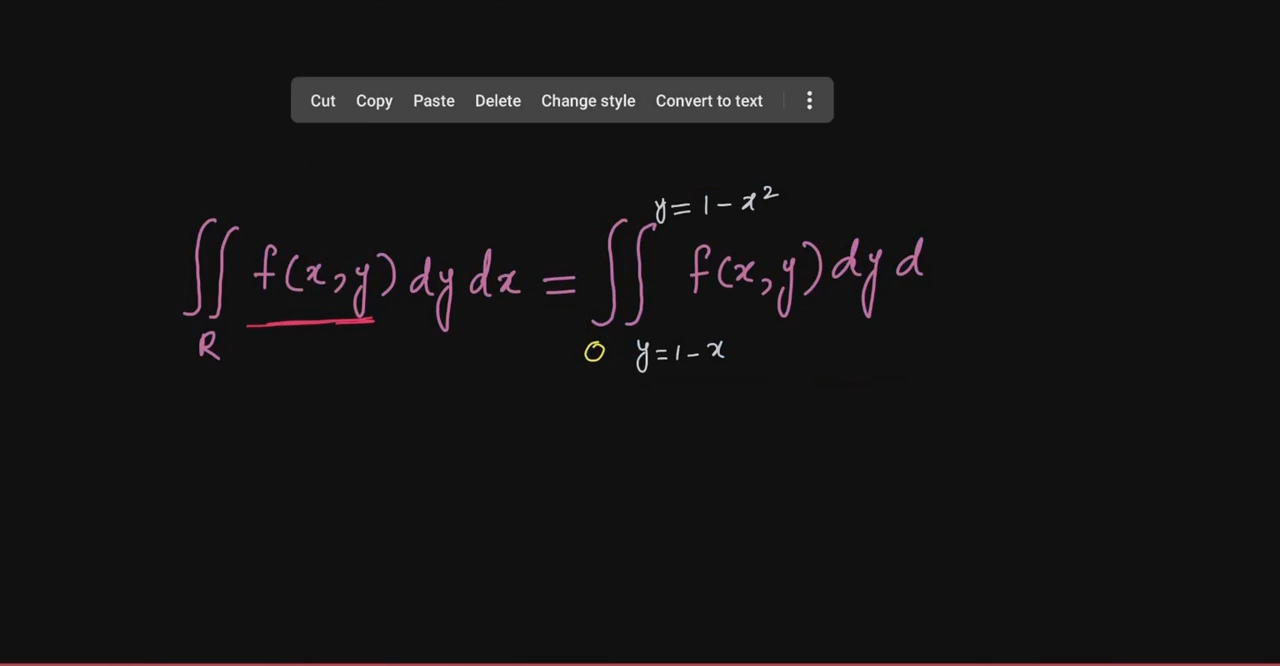 Cut Copy Paste Delete Change style Convert to text
y = 1 - x²
∬ f(x,y) dy dx = ∬ f(x,y) dy d
R 0 y = 1 - x